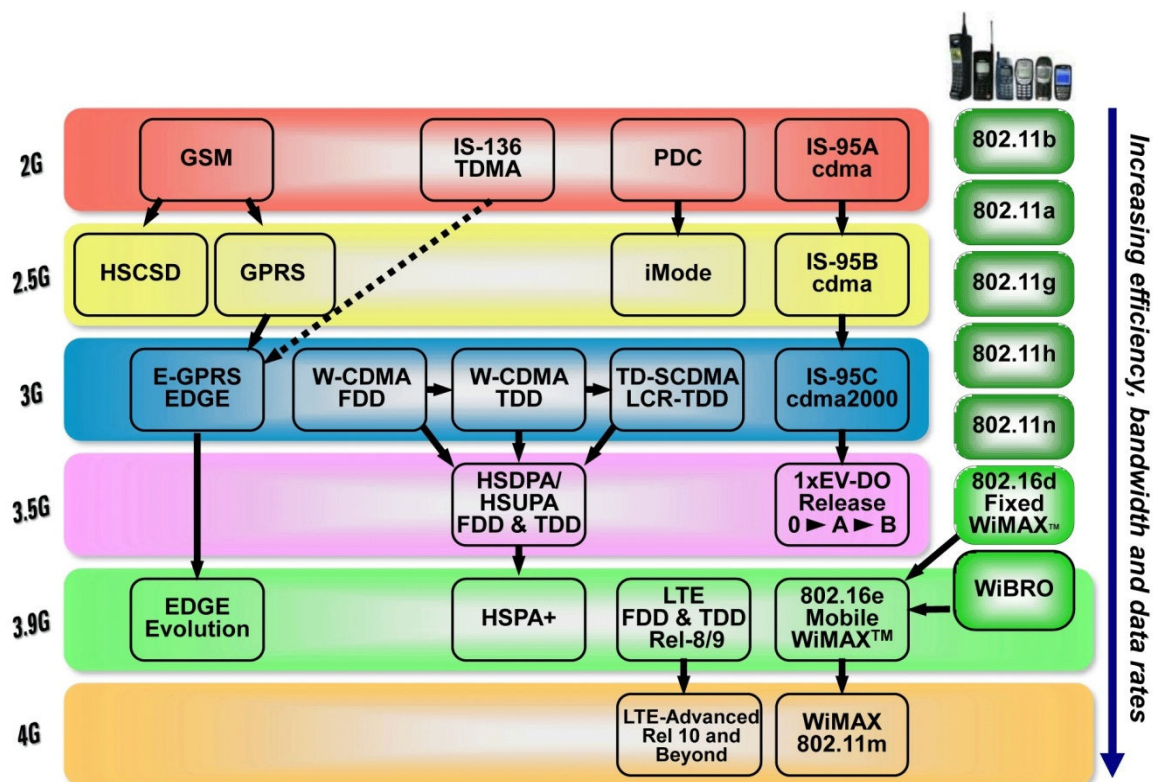 2G
GSM
IS-136
TDMA
PDC
IS-95A
cdma
802.11b
802.11a
2.5G
HSCSD
GPRS
iMode
IS-95B
cdma
802.11g
802.11h
3G
E-GPRS
EDGE
W-CDMA
FDD
W-CDMA
TDD
TD-SCDMA
LCR-TDD
IS-95C
cdma2000
802.11n
3.5G
HSDPA/
HSUPA
FDD & TDD
1xEV-DO
Release
0 ► A ► B
802.16d
Fixed
WiMAX™
3.9G
EDGE
Evolution
HSPA+
LTE
FDD & TDD
Rel-8/9
802.16e
Mobile
WiMAX™
WiBRO
4G
LTE-Advanced
Rel 10 and
Beyond
WiMAX
802.11m
Increasing efficiency, bandwidth and data rates